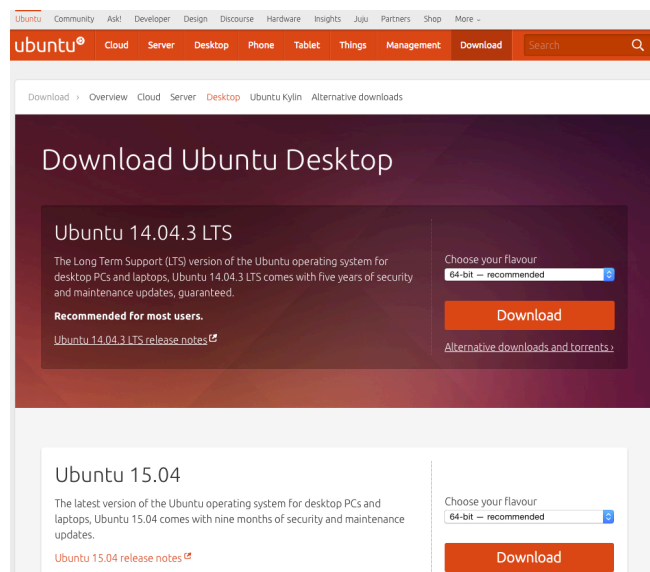 Ubuntu Community Ask! Developer Design Discourse Hardware Insights Juju Partners Shop More
ubuntu® Cloud Server Desktop Phone Tablet Things Management Download Search
Download › Overview Cloud Server Desktop Ubuntu Kylin Alternative downloads
Download Ubuntu Desktop
Ubuntu 14.04.3 LTS
The Long Term Support (LTS) version of the Ubuntu operating system for
desktop PCs and laptops, Ubuntu 14.04.3 LTS comes with five years of security
and maintenance updates, guaranteed.
Recommended for most users.
Ubuntu 14.04.3 LTS release notes
Choose your flavour
64-bit — recommended
Download
Alternative downloads and torrents ›
Ubuntu 15.04
The latest version of the Ubuntu operating system for desktop PCs and
laptops, Ubuntu 15.04 comes with nine months of security and maintenance
updates.
Ubuntu 15.04 release notes
Choose your flavour
64-bit — recommended
Download